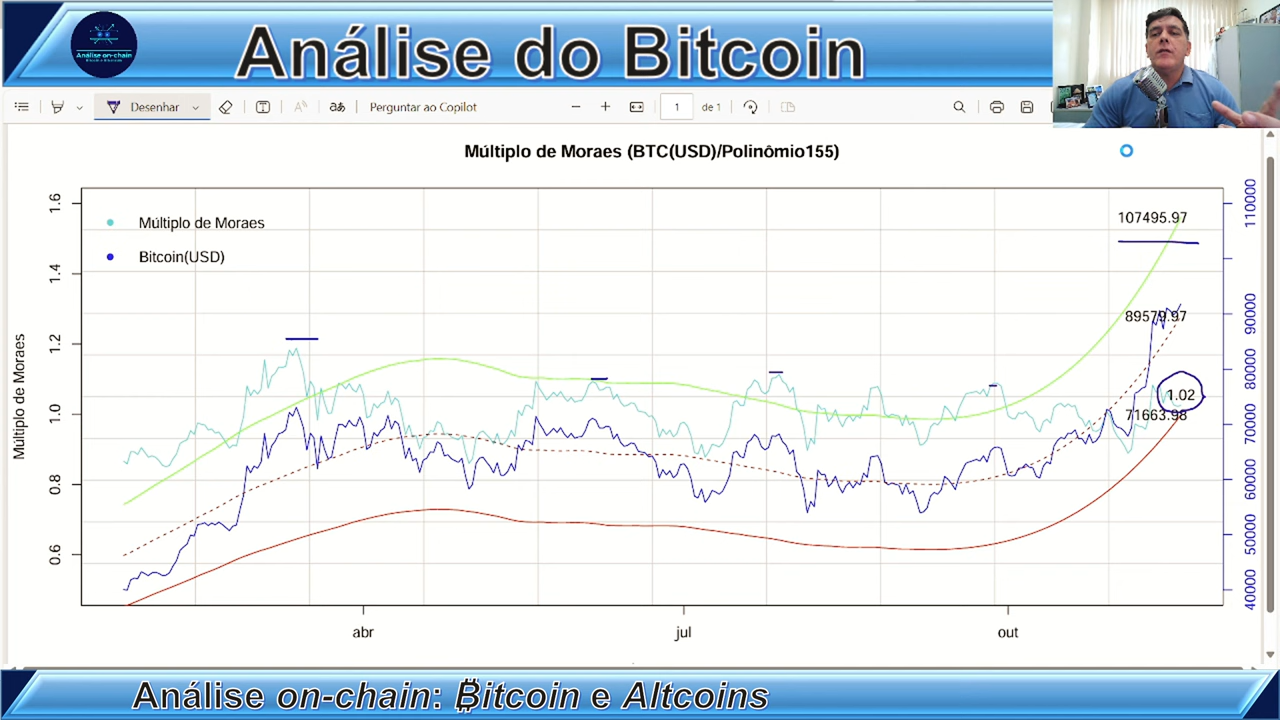 Análise do Bitcoin
Análise on-chain
Desenhar
Perguntar ao Copilot
1
de 1
Múltiplo de Moraes (BTC(USD)/Polinômio155)
Múltiplo de Moraes
Bitcoin(USD)
Múltiplo de Moraes
1.6
1.4
1.2
1.0
0.8
0.6
107495.97
89579.97
1.02
71663.98
110000
90000
80000
70000
60000
50000
40000
abr
jul
out
Análise on-chain: ₿itcoin e Altcoins